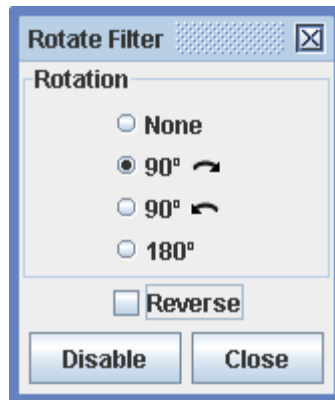 Rotate Filter
Rotation
None
90°
90°
180°
Reverse
Disable Close